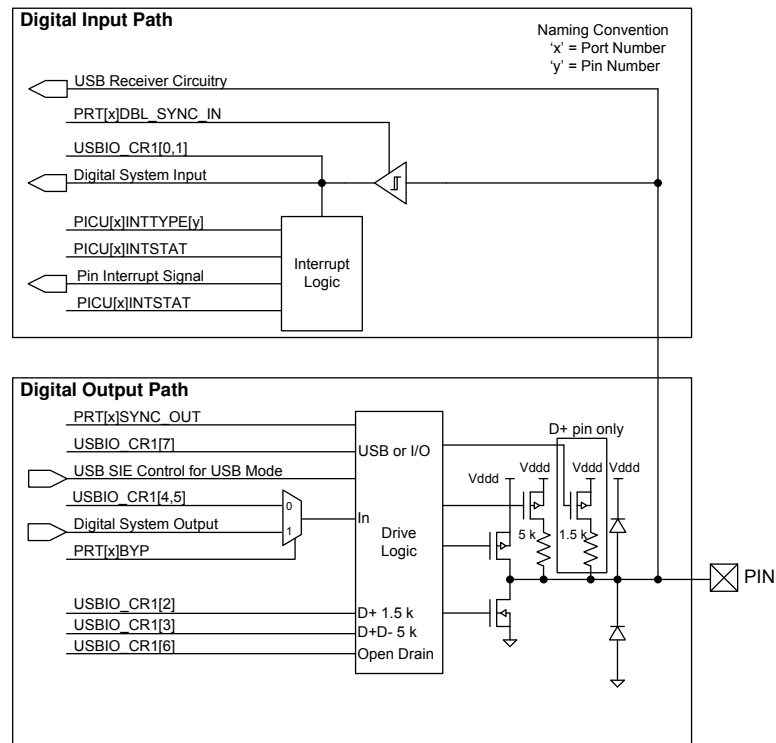 Digital Input Path
Naming Convention
‘x’ = Port Number
‘y’ = Pin Number
USB Receiver Circuitry
PRT[x]DBL_SYNC_IN
USBIO_CR1[0,1]
Digital System Input
PICU[x]INTTYPE[y]
PICU[x]INTSTAT
Pin Interrupt Signal
PICU[x]INTSTAT
Interrupt
Logic
Digital Output Path
PRT[x]SYNC_OUT
USBIO_CR1[7]
USB SIE Control for USB Mode
USBIO_CR1[4,5]
Digital System Output
PRT[x]BYP
0
1
USBIO_CR1[2]
USBIO_CR1[3]
USBIO_CR1[6]
USB or I/O
In
Drive
Logic
D+ 1.5 k
D+D- 5 k
Open Drain
D+ pin only
Vddd
Vddd
Vddd
Vddd
5 k
1.5 k
PIN